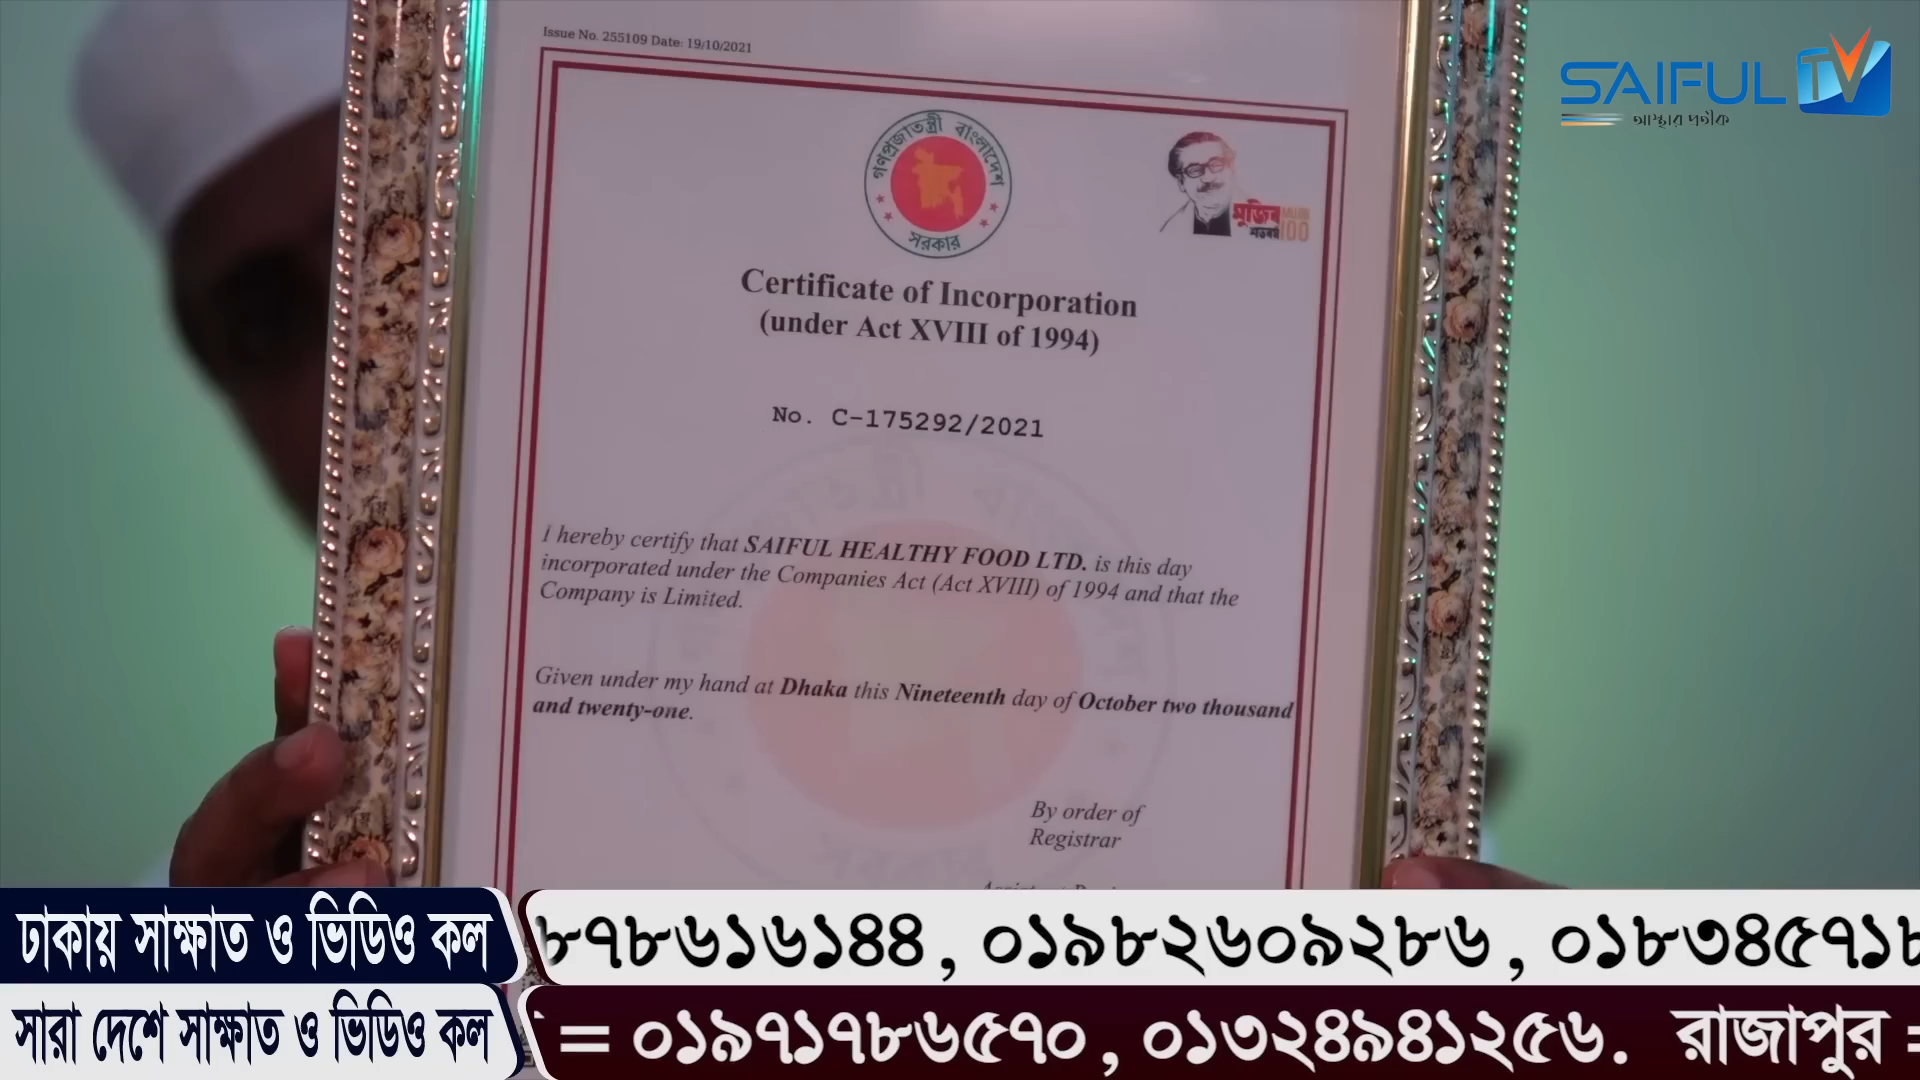 Issue No. 255109 Date: 19/10/2021
SAIFUL TV
আস্থার প্রতীক
গণপ্রজাতন্ত্রী বাংলাদেশ
সরকার
মুজিব
শতবর্ষ 100
Certificate of Incorporation
(under Act XVIII of 1994)
No. C-175292/2021
I hereby certify that SAIFUL HEALTHY FOOD LTD. is this day
incorporated under the Companies Act (Act XVIII) of 1994 and that the
Company is Limited.
Given under my hand at Dhaka this Nineteenth day of October two thousand
and twenty-one.
By order of
Registrar
ঢাকায় সাক্ষাত ও ভিডিও কল
৮৭৮৬১৬১৪৪, ০১৯৮২৬০৯২৮৬, ০১৮৩৪৫৭১৮
সারা দেশে সাক্ষাত ও ভিডিও কল
= ০১৯৭১৭৮৬৫৭০, ০১৩২৪৯৪১২৫৬. রাজাপুর =